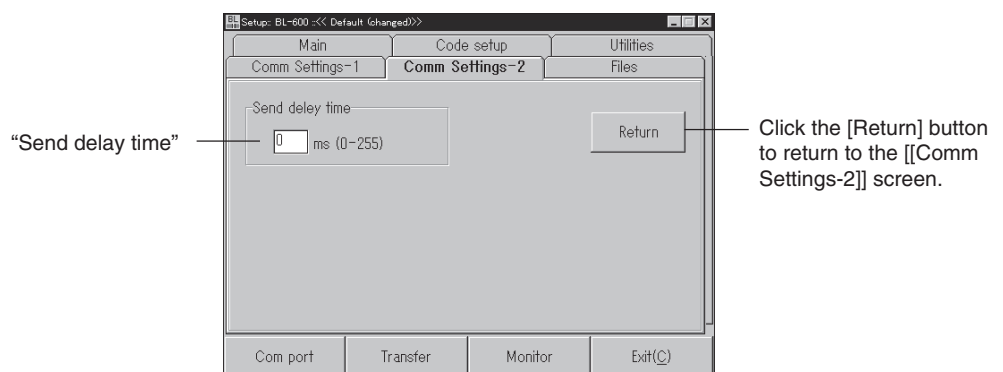 BL Setup:: BL-600 ::<< Default (changed)>>
Main Code setup Utilities
Comm Settings-1 Comm Settings-2 Files
Send deley time
0 ms (0-255)
Return
"Send delay time"
Click the [Return] button
to return to the [[Comm
Settings-2]] screen.
Com port Transfer Monitor Exit(C)